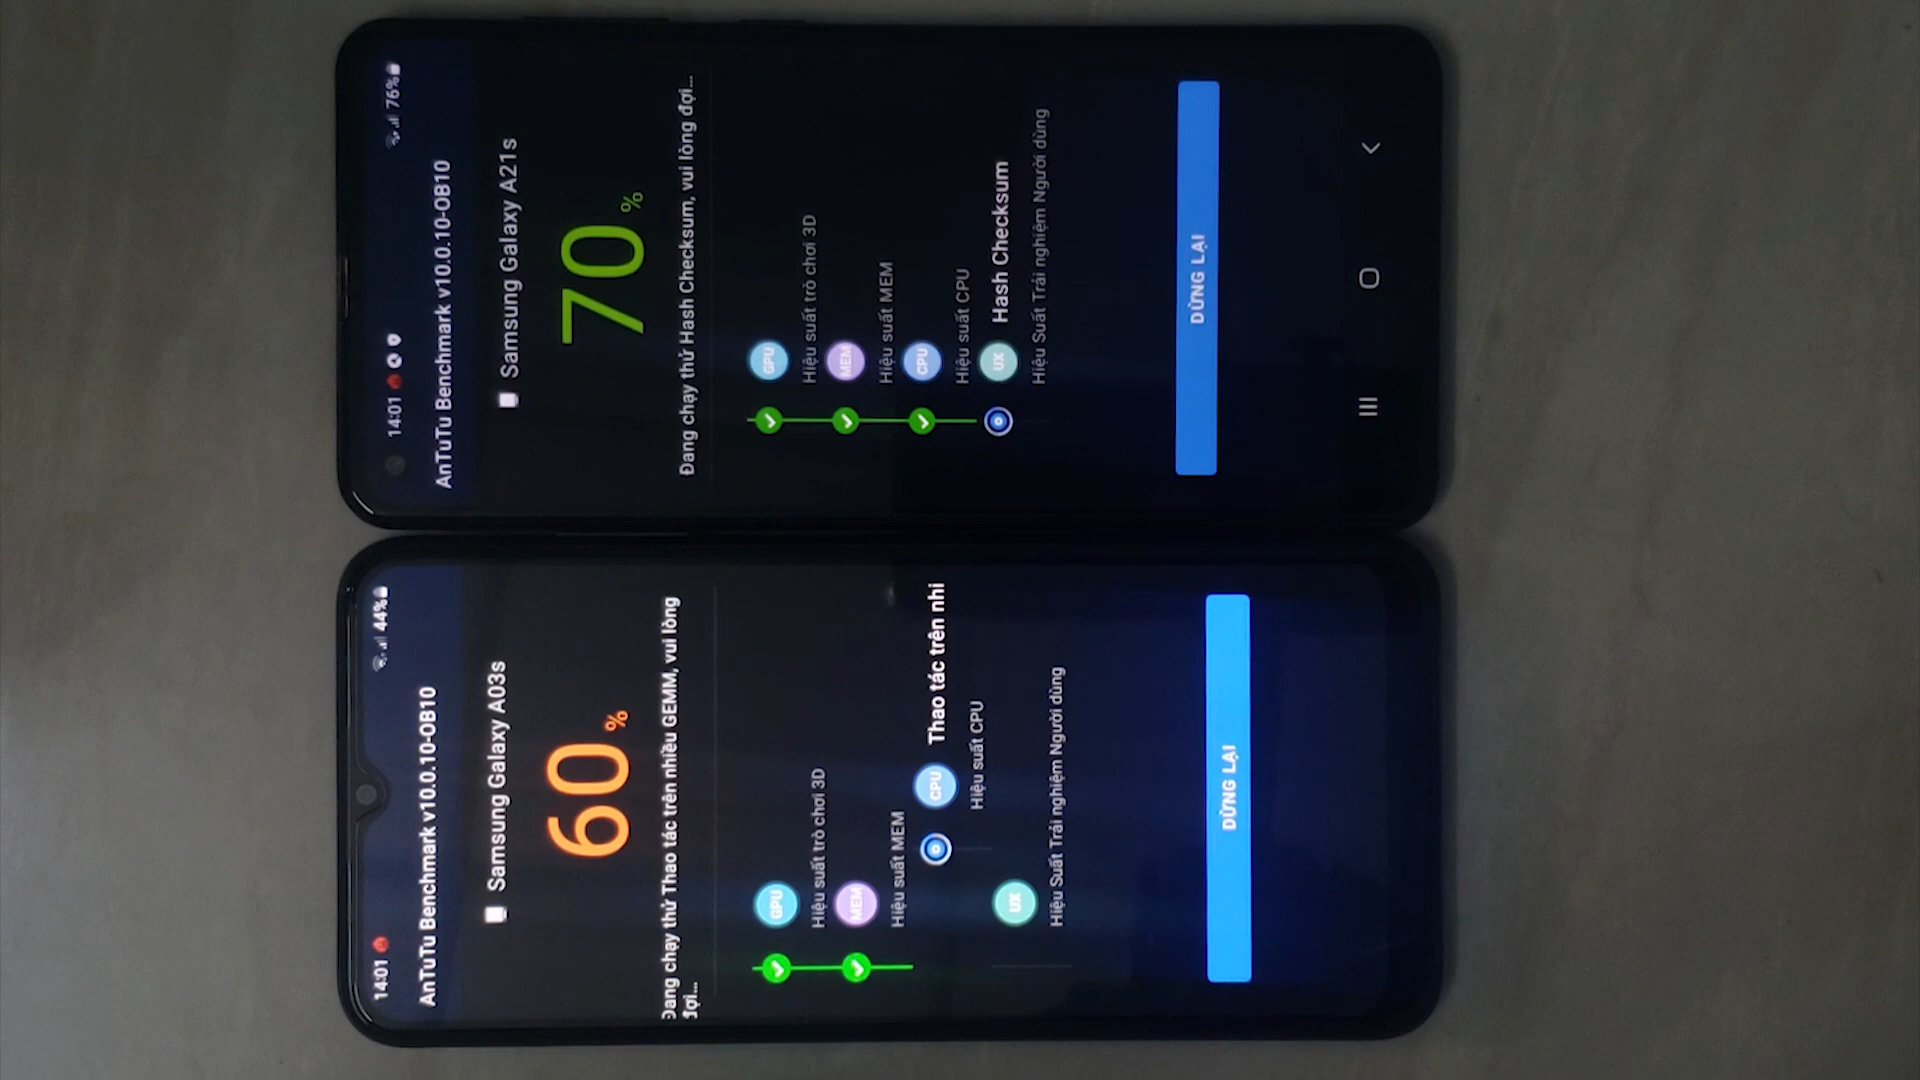 14:01
76%
AnTuTu Benchmark v10.0.10-OB10
Samsung Galaxy A21s
70%
Đang chạy thử Hash Checksum, vui lòng đợi...
GPU
Hiệu suất trò chơi 3D
MEM
Hiệu suất MEM
CPU
Hiệu suất CPU
UX
Hash Checksum
Hiệu Suất Trải nghiệm Người dùng
DỪNG LẠI
14:01
44%
AnTuTu Benchmark v10.0.10-OB10
Samsung Galaxy A03s
60%
Đang chạy thử Thao tác trên nhiều GEMM, vui lòng
đợi...
GPU
Hiệu suất trò chơi 3D
MEM
Hiệu suất MEM
CPU
Thao tác trên nhi
Hiệu suất CPU
UX
Hiệu Suất Trải nghiệm Người dùng
DỪNG LẠI